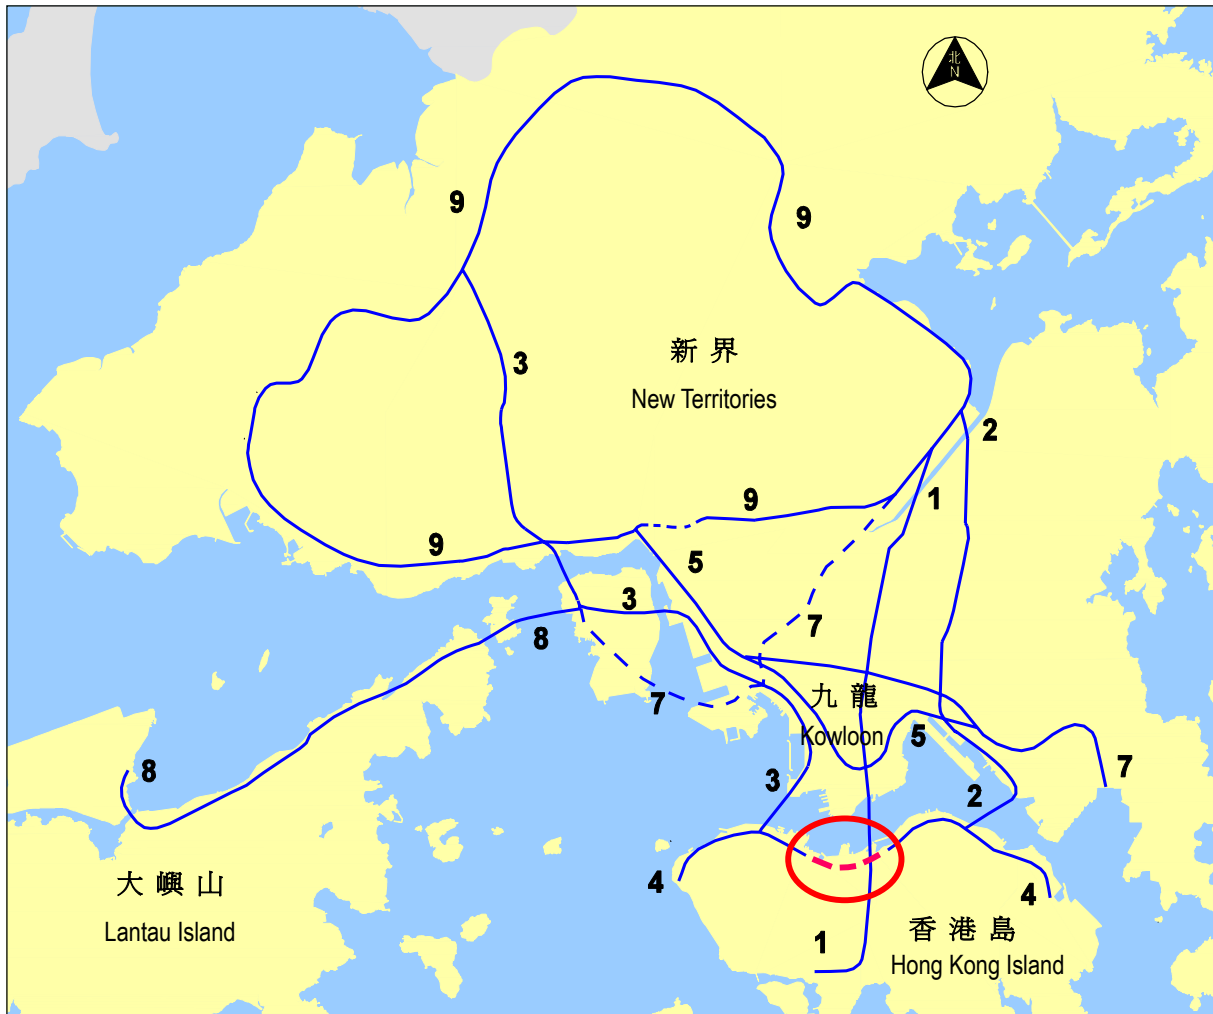 北
N
9
9
3
新界
New Territories
2
1
9
9
5
3
7
8
7
九龍
Kowloon
5
8
3
2
7
4
4
大嶼山
Lantau Island
1
香港島
Hong Kong Island